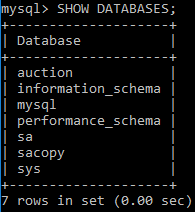 mysql> SHOW DATABASES;
+--------------------+
| Database           |
+--------------------+
| auction            |
| information_schema |
| mysql              |
| performance_schema |
| sa                 |
| sacopy             |
| sys                |
+--------------------+
7 rows in set (0.00 sec)